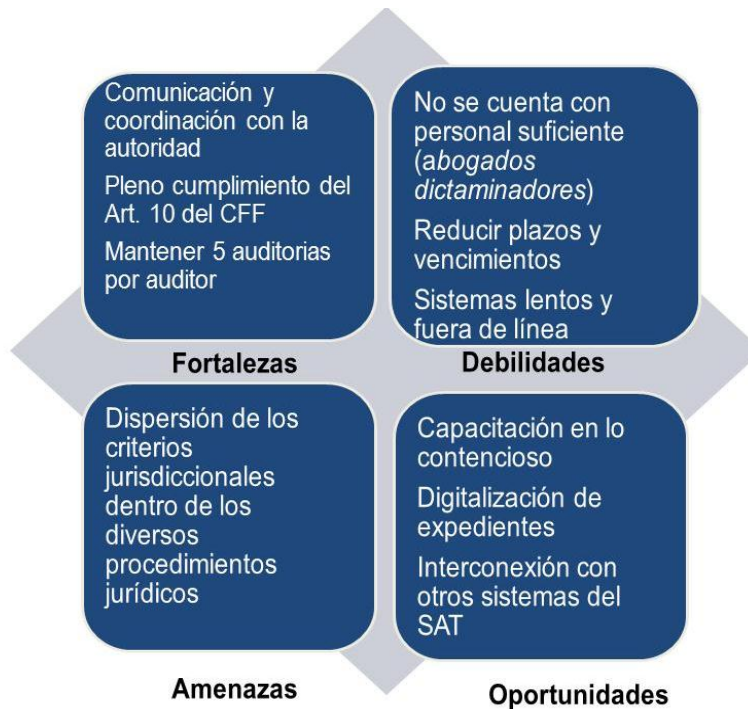 Comunicación y
coordinación con la
autoridad
Pleno cumplimiento del
Art. 10 del CFF
Mantener 5 auditorias
por auditor
Fortalezas
No se cuenta con
personal suficiente
(abogados
dictaminadores)
Reducir plazos y
vencimientos
Sistemas lentos y
fuera de línea
Debilidades
Dispersión de los
criterios
jurisdiccionales
dentro de los
diversos
procedimientos
jurídicos
Amenazas
Capacitación en lo
contencioso
Digitalización de
expedientes
Interconexión con
otros sistemas del
SAT
Oportunidades